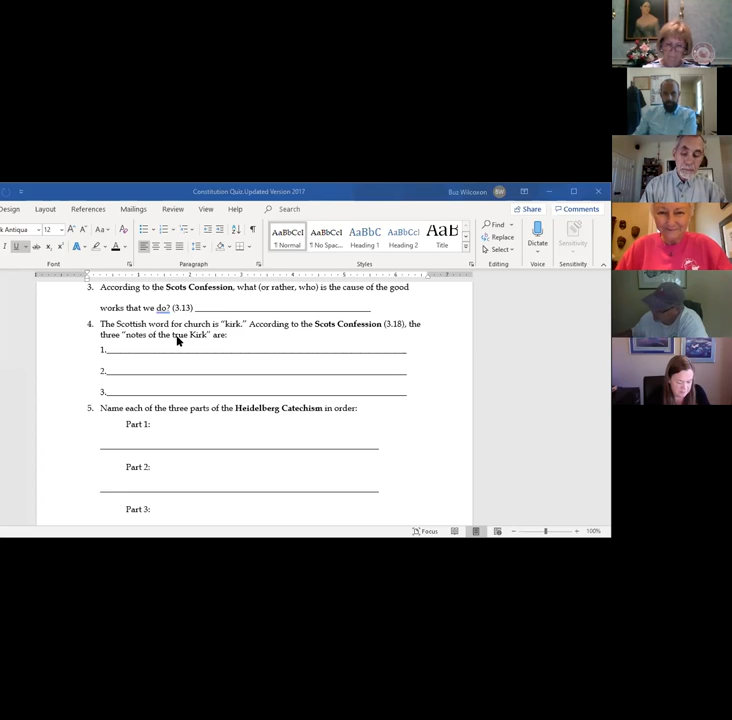 Constitution Quiz.Updated Version 2017
Buz Wilcoxon BW
Design Layout References Mailings Review View Search Share Comments
12 Aa
Find
Replace
Select
Dictate
Sensitivity
AaBbCcI AaBbCcI AaBbC AaBbCcI AaB
¶ Normal ¶ No Spac... Heading 1 Heading 2 Title
Font Paragraph Styles Editing Voice Sensitivity
3. According to the Scots Confession, what (or rather, who) is the cause of the good
works that we do? (3.13)
4. The Scottish word for church is "kirk." According to the Scots Confession (3.18), the
three "notes of the true Kirk" are:
1.
2.
3.
5. Name each of the three parts of the Heidelberg Catechism in order:
Part 1:
Part 2:
Part 3:
Focus 100%